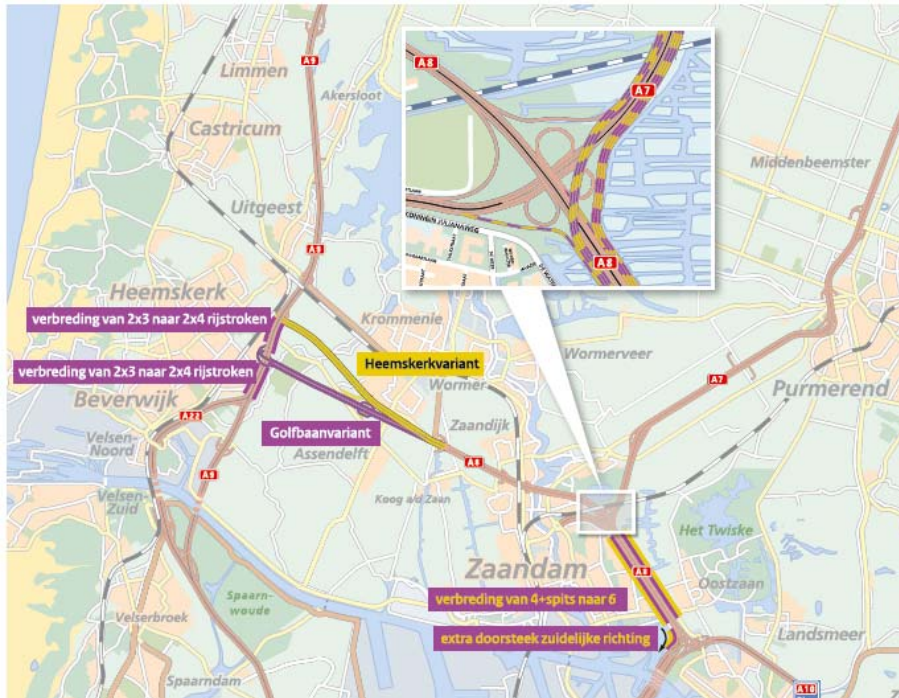 Limmen
A9
Akersloot
Castricum
Uitgeest
A9
Heemskerk
verbreding van 2x3 naar 2x4 rijstroken
Krommenie
verbreding van 2x3 naar 2x4 rijstroken
Heemskerkvariant
Beverwijk
Wormer
Wormerveer
A22
Golfbaanvariant
Zaandijk
Velsen-
Noord
Assendelft
A9
A8
Koog a/d Zaan
Velsen-
Zuid
Spaarn-
woude
Velserbroek
Spaarndam
A8
A7
KONINGIN JULIANAWEG
A8
Middenbeemster
A7
Purmerend
Het Twiske
Zaandam
A8
Oostzaan
verbreding van 4+spits naar 6
extra doorsteek zuidelijke richting
Landsmeer
A10